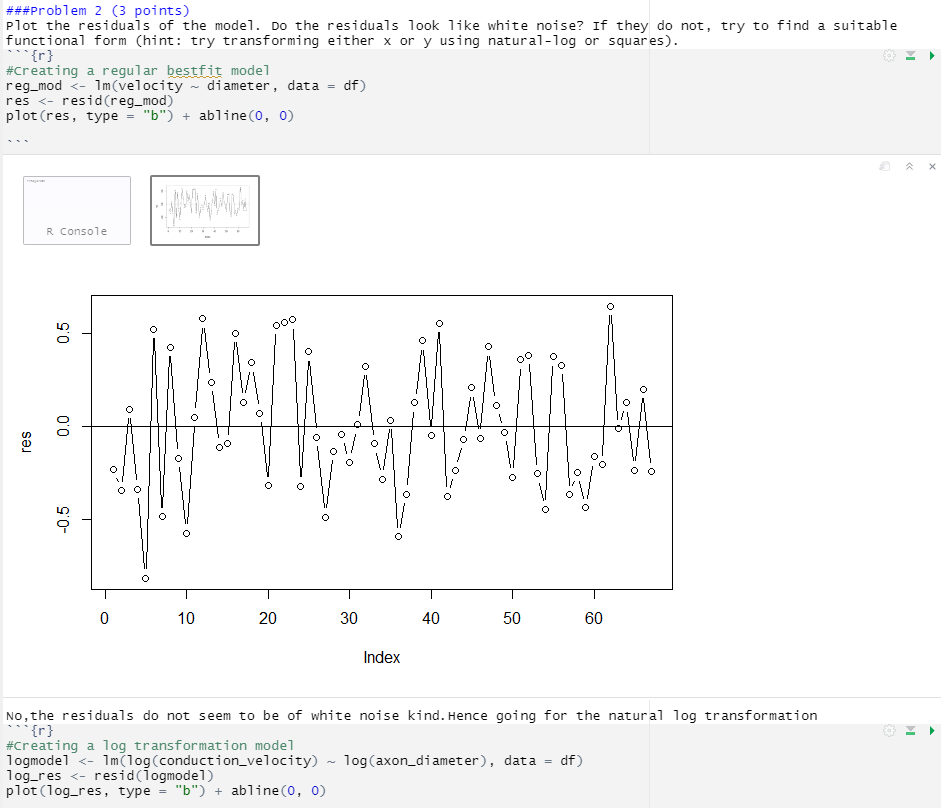 ###Problem 2 (3 points)
Plot the residuals of the model. Do the residuals look like white noise? If they do not, try to find a suitable
functional form (hint: try transforming either x or y using natural-log or squares).
```{r}
#Creating a regular bestfit model
reg_mod <- lm(velocity ~ diameter, data = df)
res <- resid(reg_mod)
plot(res, type = "b") + abline(0, 0)
```
R Console
0.5
0.0
-0.5
res
0 10 20 30 40 50 60
Index
No,the residuals do not seem to be of white noise kind.Hence going for the natural log transformation
```{r}
#Creating a log transformation model
logmodel <- lm(log(conduction_velocity) ~ log(axon_diameter), data = df)
log_res <- resid(logmodel)
plot(log_res, type = "b") + abline(0, 0)